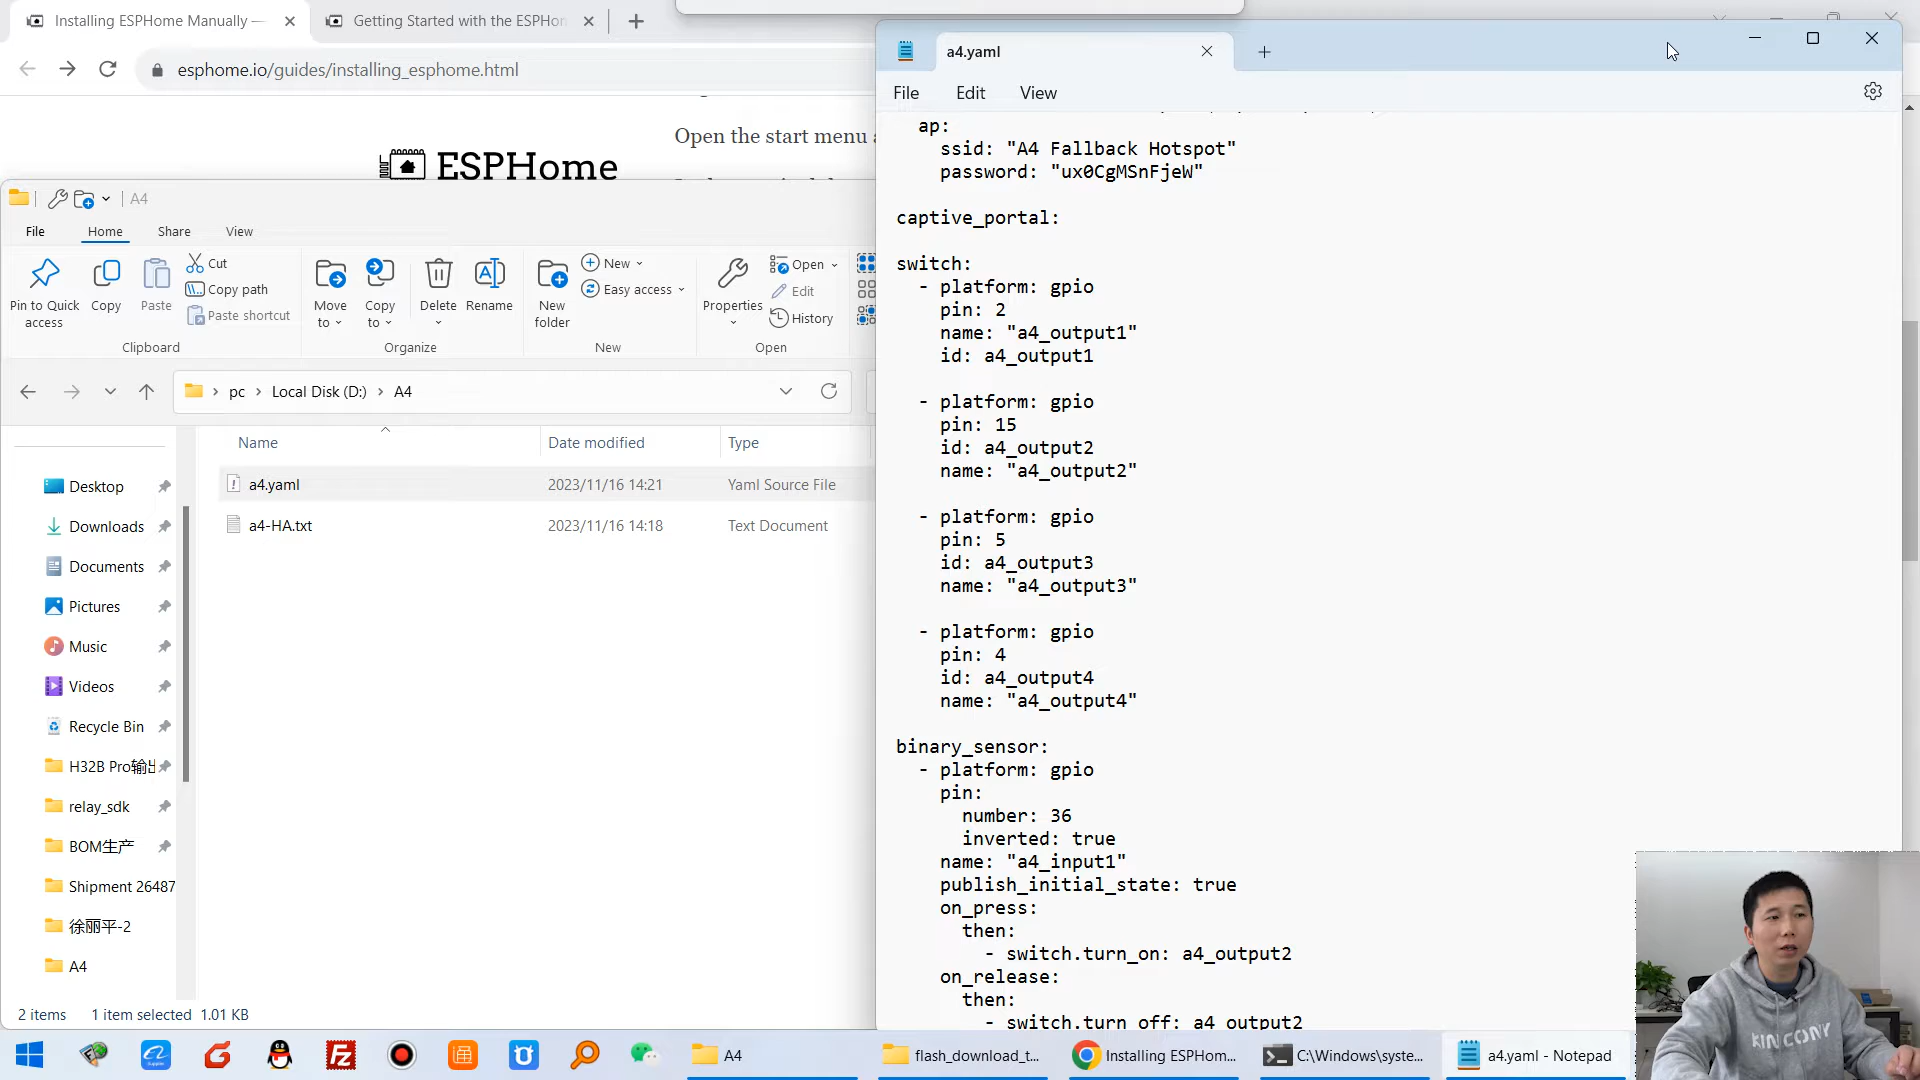 Installing ESPHome Manually —
Getting Started with the ESPHon
esphome.io/guides/installing_esphome.html
Open the start menu a
ESPHome
A4
File
Home
Share
View
Pin to Quick
access
Copy
Paste
Cut
Copy path
Paste shortcut
Clipboard
Move
to
Copy
to
Delete
Rename
Organize
New
folder
New
Easy access
New
Properties
Open
Edit
History
Open
pc
Local Disk (D:)
A4
Name
Date modified
Type
a4.yaml
2023/11/16 14:21
Yaml Source File
a4-HA.txt
2023/11/16 14:18
Text Document
Desktop
Downloads
Documents
Pictures
Music
Videos
Recycle Bin
H32B Pro输出
relay_sdk
BOM生产
Shipment 26487
徐丽平-2
A4
2 items
1 item selected 1.01 KB
a4.yaml
File
Edit
View
ap:
ssid: "A4 Fallback Hotspot"
password: "ux0CgMSnFjeW"
captive_portal:
switch:
- platform: gpio
pin: 2
name: "a4_output1"
id: a4_output1
- platform: gpio
pin: 15
id: a4_output2
name: "a4_output2"
- platform: gpio
pin: 5
id: a4_output3
name: "a4_output3"
- platform: gpio
pin: 4
id: a4_output4
name: "a4_output4"
binary_sensor:
- platform: gpio
pin:
number: 36
inverted: true
name: "a4_input1"
publish_initial_state: true
on_press:
then:
- switch.turn_on: a4_output2
on_release:
then:
- switch.turn_off: a4_output2
KINCONY
A4
flash_download_t...
Installing ESPHom...
C:\Windows\syste...
a4.yaml - Notepad